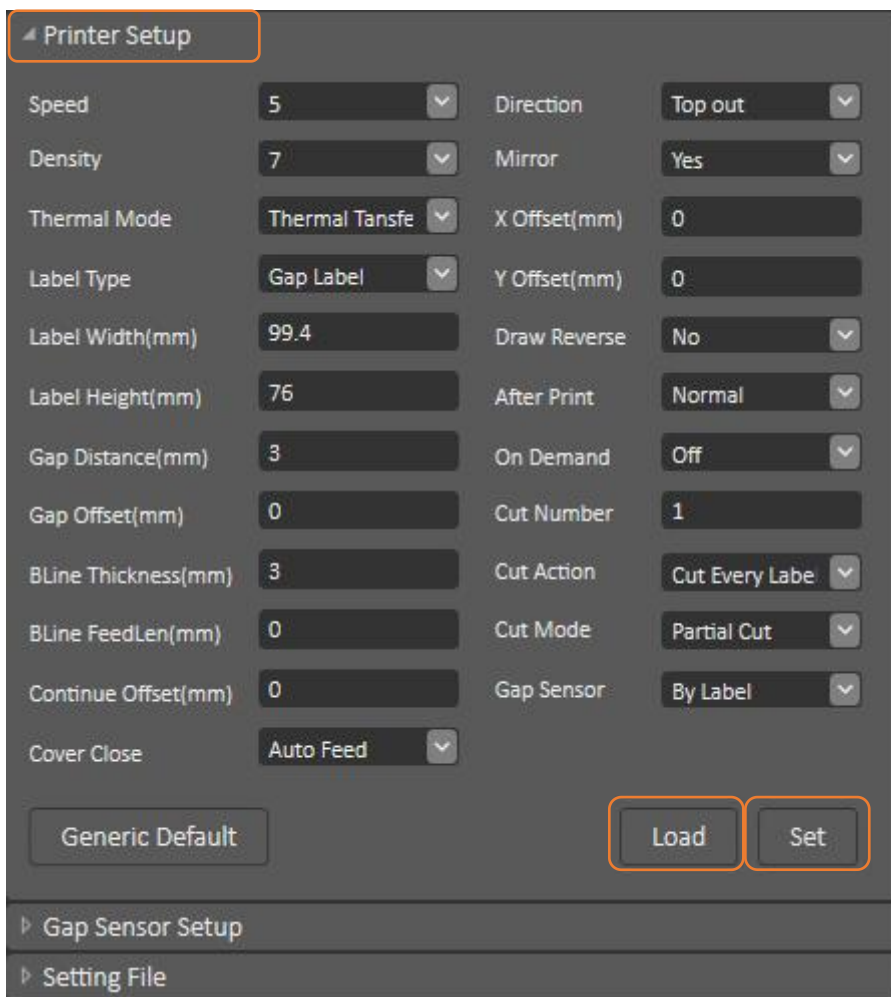 Printer Setup
Speed 5 Direction Top out
Density 7 Mirror Yes
Thermal Mode Thermal Tansfe X Offset(mm) 0
Label Type Gap Label Y Offset(mm) 0
Label Width(mm) 99.4 Draw Reverse No
Label Height(mm) 76 After Print Normal
Gap Distance(mm) 3 On Demand Off
Gap Offset(mm) 0 Cut Number 1
BLine Thickness(mm) 3 Cut Action Cut Every Labe
BLine FeedLen(mm) 0 Cut Mode Partial Cut
Continue Offset(mm) 0 Gap Sensor By Label
Cover Close Auto Feed
Generic Default Load Set
Gap Sensor Setup
Setting File